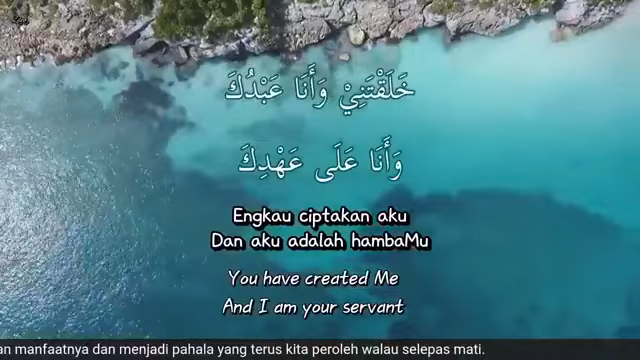 خَلَقْتَنِيْ وَأَنَا عَبْدُكَ
وَأَنَا عَلَى عَهْدِكَ
Engkau ciptakan aku
Dan aku adalah hambaMu
You have created Me
And I am your servant
manfaatnya dan menjadi pahala yang terus kita peroleh walau selepas mati.